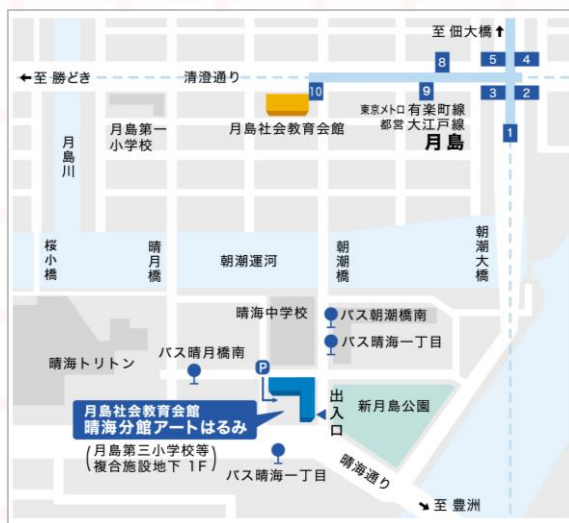 至 佃大橋
8
5
4
←至 勝どき
清澄通り
10
9
3
2
東京メトロ 有楽町線
都営 大江戸線
月島
1
月島第一
小学校
月島社会教育会館
月島川
桜小橋
晴月橋
朝潮運河
朝潮橋
朝潮大橋
晴海中学校
バス朝潮橋南
バス晴海一丁目
晴海トリトン
バス晴月橋南
P
月島社会教育会館
晴海分館アートはるみ
(月島第三小学校等
複合施設地下 1F)
出入口
新月島公園
バス晴海一丁目
晴海通り
至 豊洲